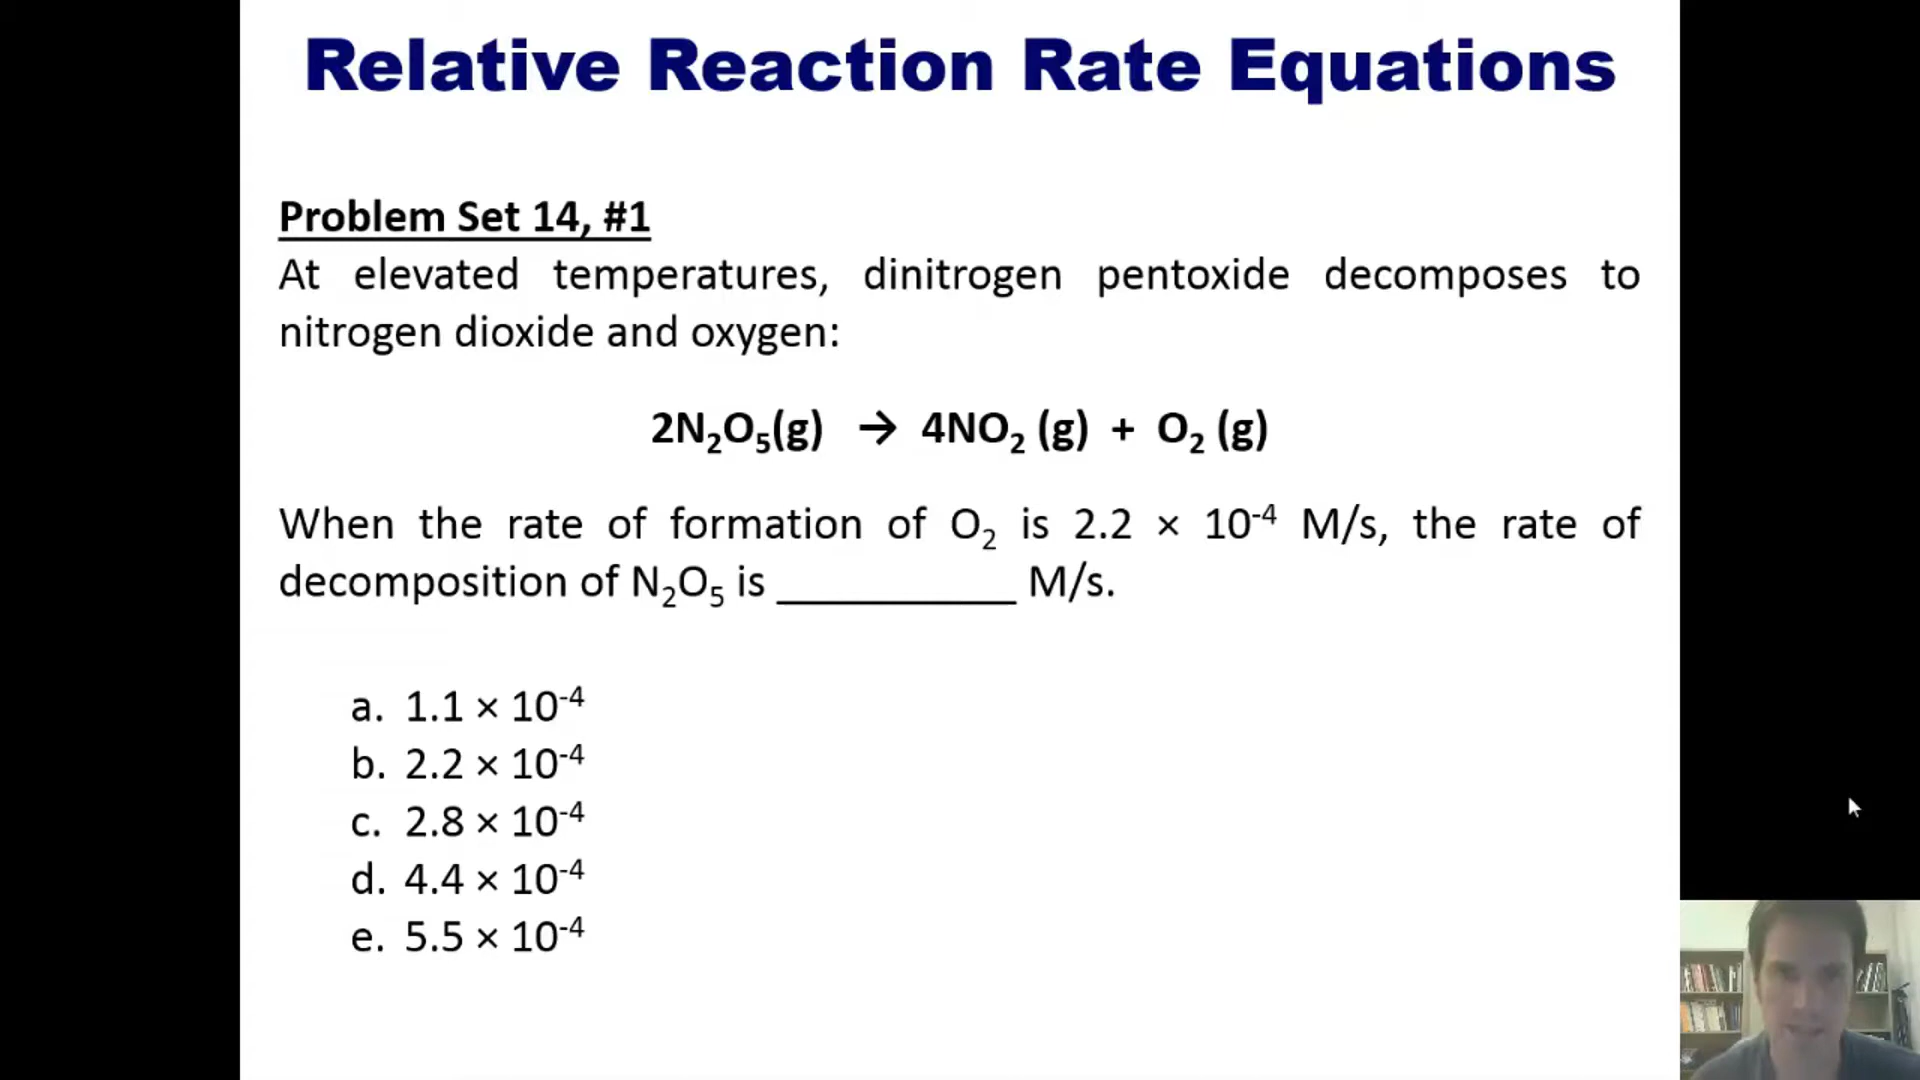 Relative Reaction Rate Equations
Problem Set 14, #1
At elevated temperatures, dinitrogen pentoxide decomposes to
nitrogen dioxide and oxygen:
2N₂O₅(g) → 4NO₂ (g) + O₂ (g)
When the rate of formation of O₂ is 2.2 × 10⁻⁴ M/s, the rate of
decomposition of N₂O₅ is ___________ M/s.
a. 1.1 × 10⁻⁴
b. 2.2 × 10⁻⁴
c. 2.8 × 10⁻⁴
d. 4.4 × 10⁻⁴
e. 5.5 × 10⁻⁴